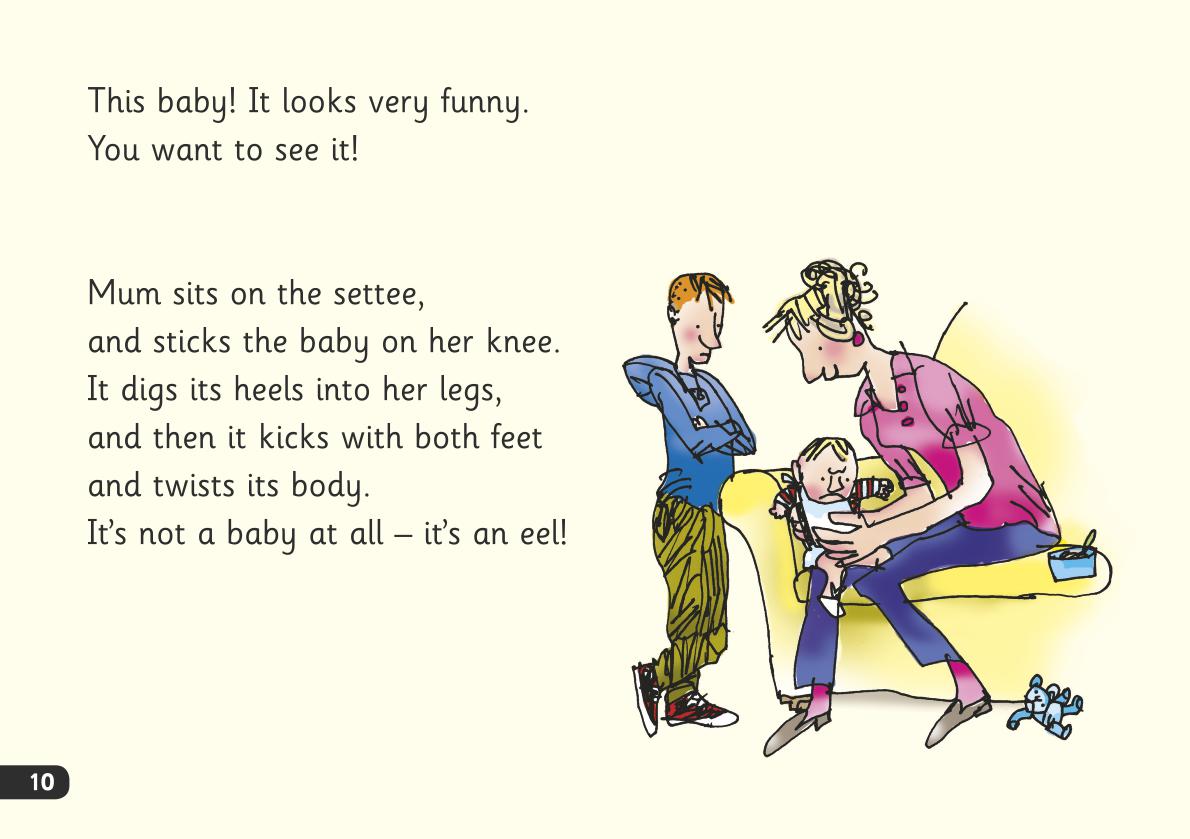 This baby! It looks very funny.
You want to see it!
Mum sits on the settee,
and sticks the baby on her knee.
It digs its heels into her legs,
and then it kicks with both feet
and twists its body.
It’s not a baby at all – it’s an eel!
10